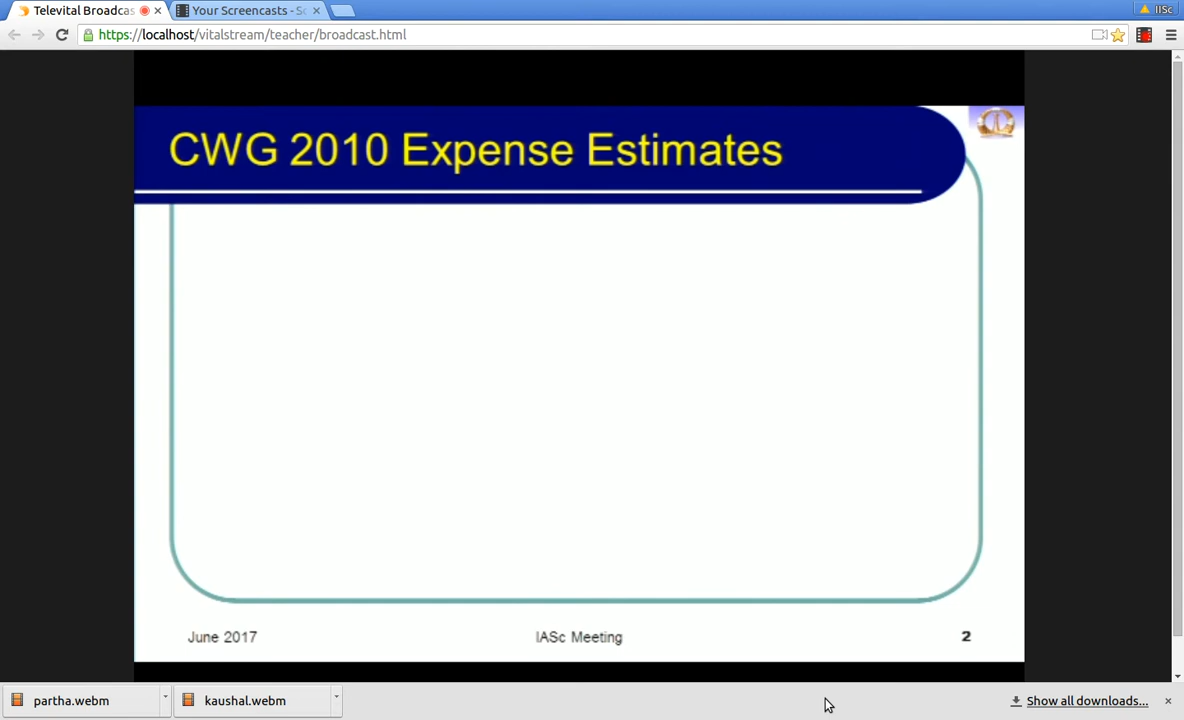 Televital Broadcas
Your Screencasts - Sc
IISc
https://localhost/vitalstream/teacher/broadcast.html
CWG 2010 Expense Estimates
June 2017
IASc Meeting
2
partha.webm
kaushal.webm
Show all downloads...